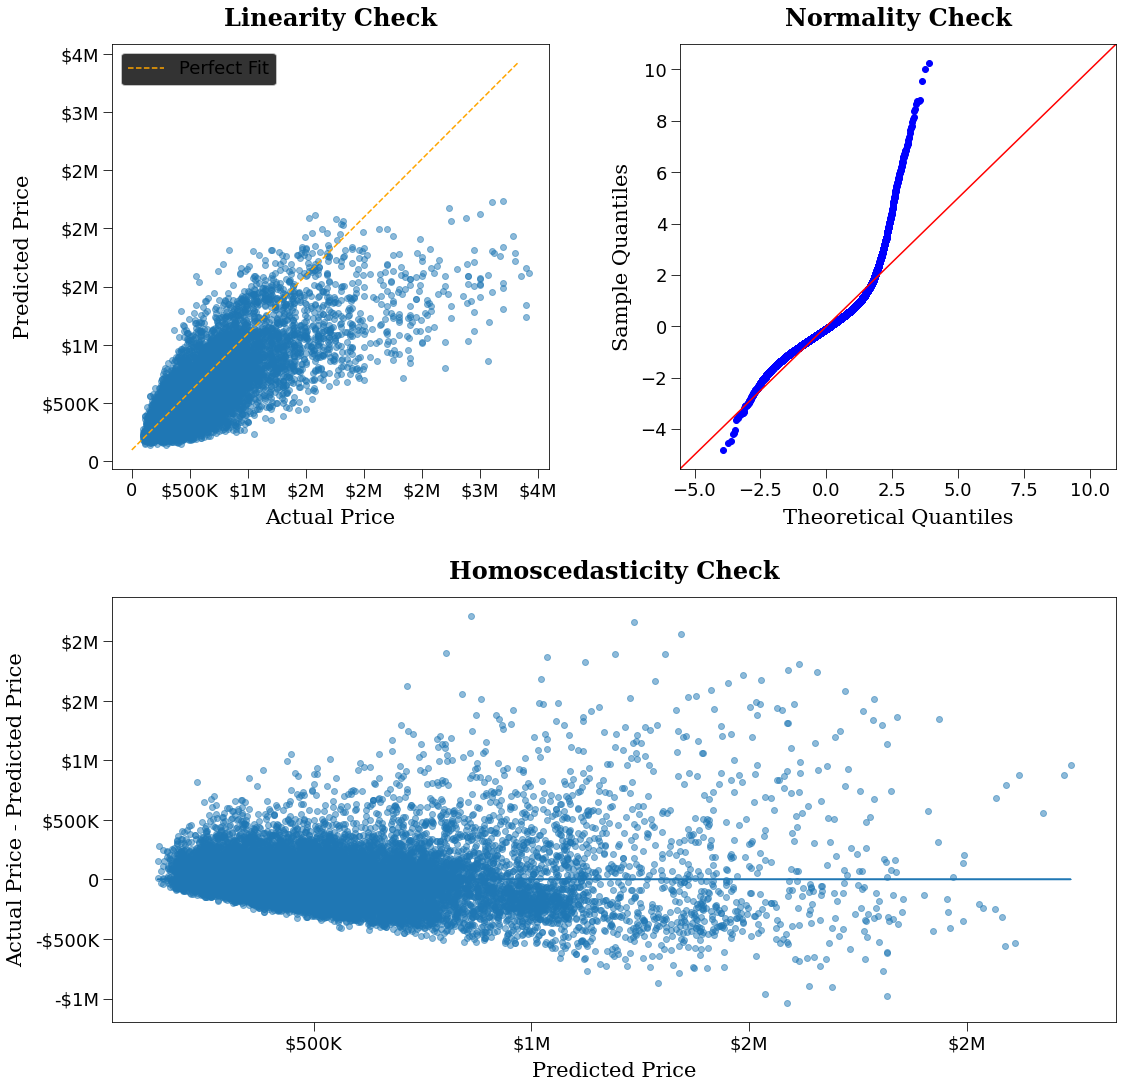 Linearity Check
Perfect Fit
$4M
$3M
$2M
$2M
$2M
$1M
$500K
0
Predicted Price
0 $500K $1M $2M $2M $2M $3M $4M
Actual Price
Normality Check
10
8
6
4
2
0
−2
−4
Sample Quantiles
−5.0 −2.5 0.0 2.5 5.0 7.5 10.0
Theoretical Quantiles
Homoscedasticity Check
$2M
$2M
$1M
$500K
0
-$500K
-$1M
Actual Price - Predicted Price
$500K $1M $2M $2M
Predicted Price